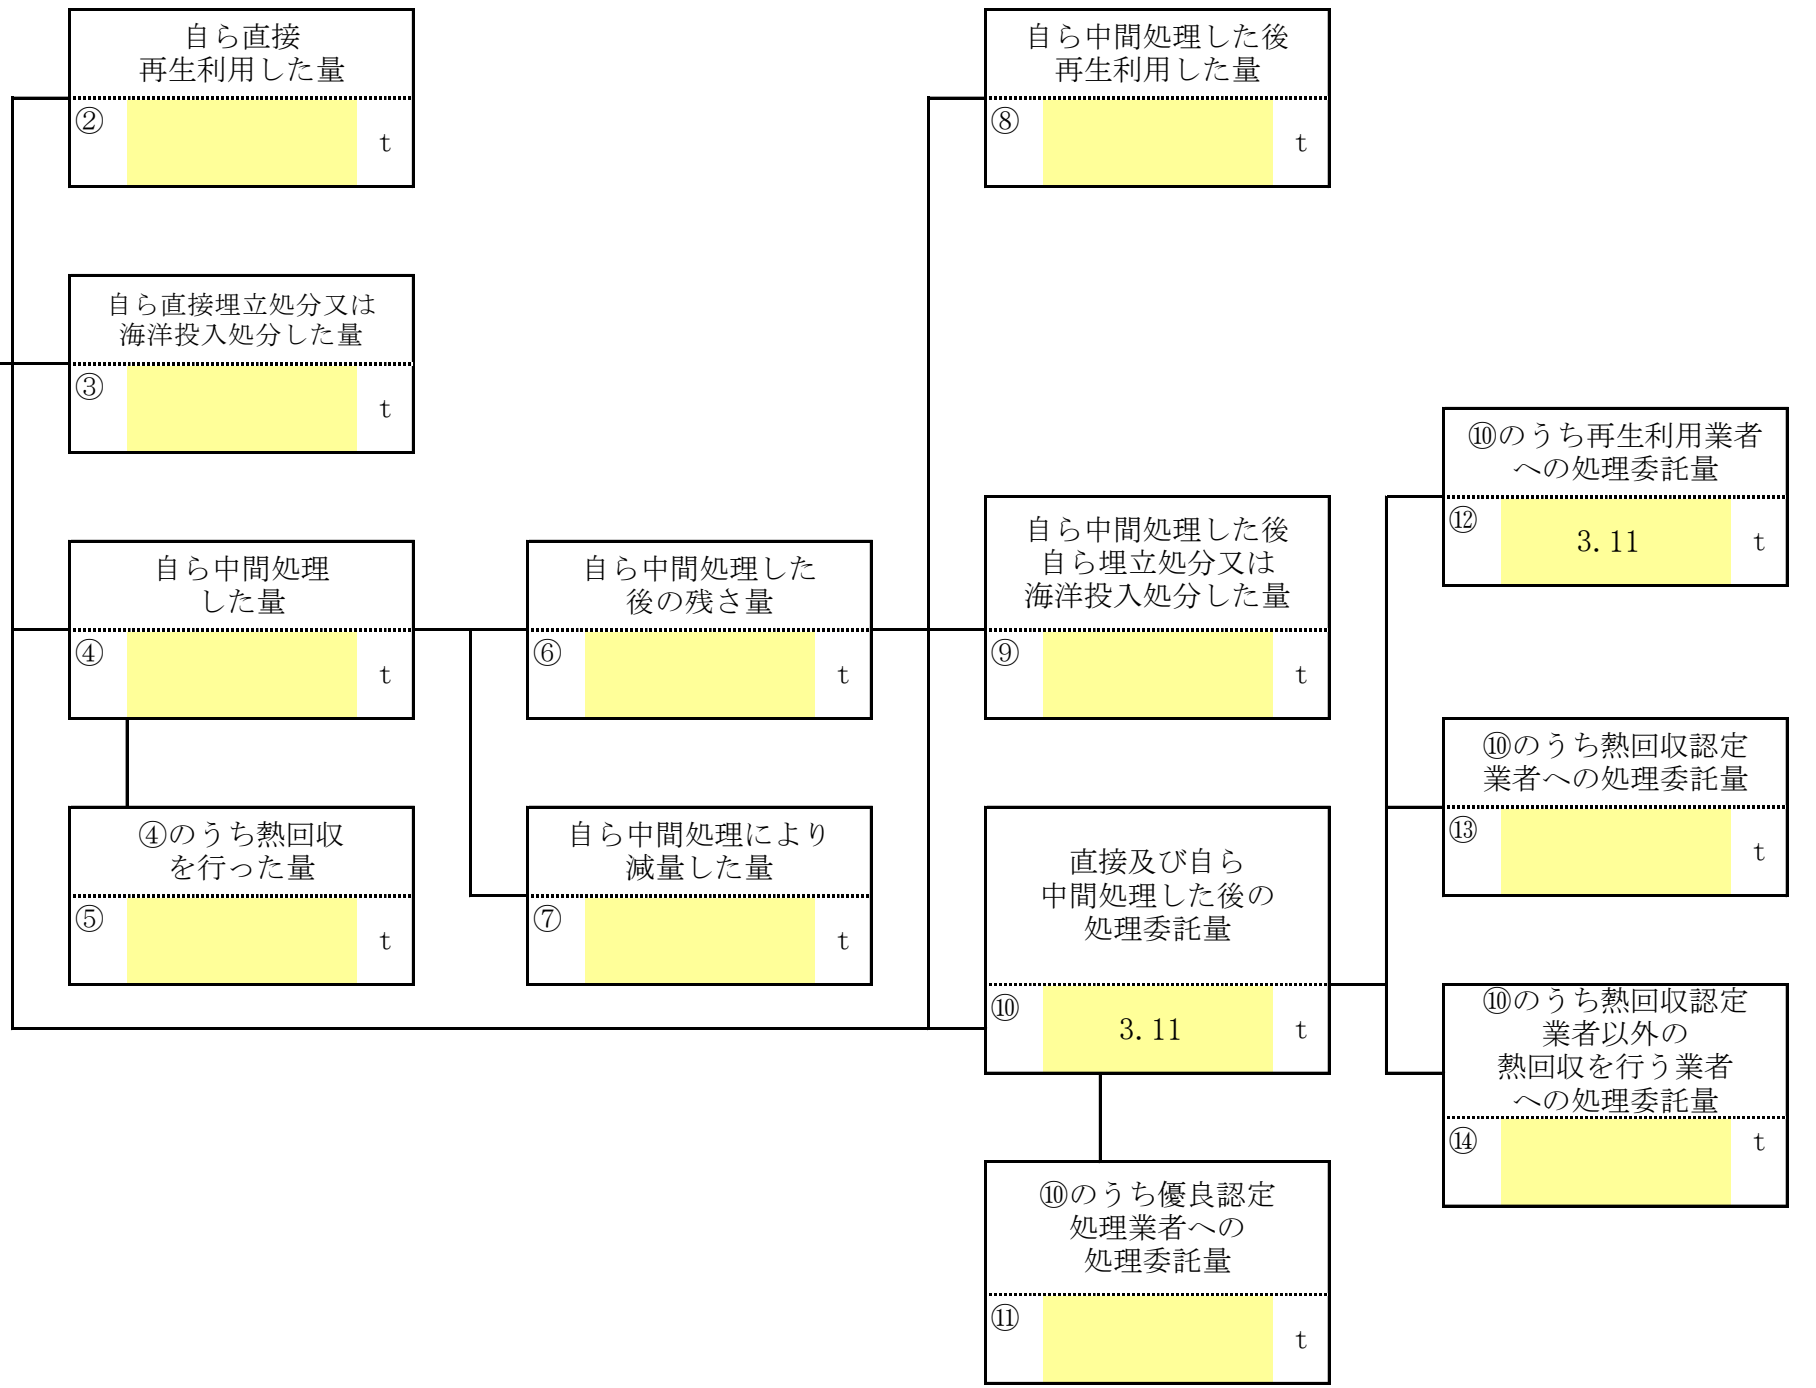 自ら直接
再生利用した量
②
t
自ら中間処理した後
再生利用した量
⑧
t
自ら直接埋立処分又は
海洋投入処分した量
③
t
⑩のうち再生利用業者
への処理委託量
⑫
3.11
t
自ら中間処理
した量
④
t
自ら中間処理した
後の残さ量
⑥
t
自ら中間処理した後
自ら埋立処分又は
海洋投入処分した量
⑨
t
⑩のうち熱回収認定
業者への処理委託量
⑬
t
④のうち熱回収
を行った量
⑤
t
自ら中間処理により
減量した量
⑦
t
直接及び自ら
中間処理した後の
処理委託量
⑩
3.11
t
⑩のうち熱回収認定
業者以外の
熱回収を行う業者
への処理委託量
⑭
t
⑩のうち優良認定
処理業者への
処理委託量
⑪
t